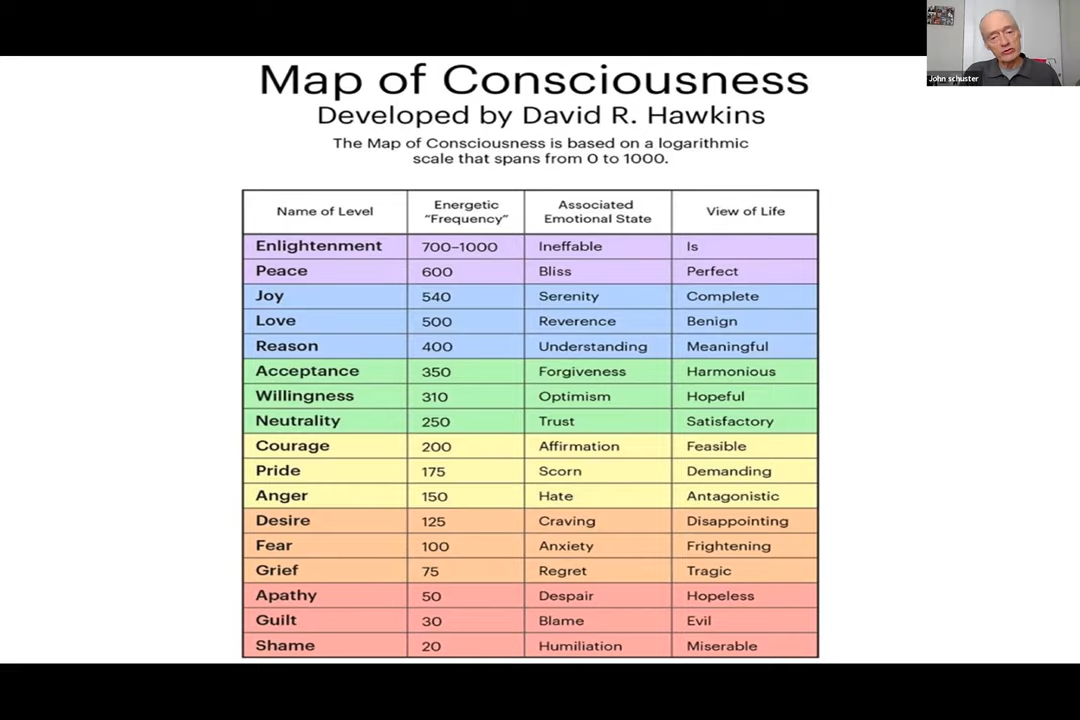 John schuster
Map of Consciousness
Developed by David R. Hawkins
The Map of Consciousness is based on a logarithmic
scale that spans from 0 to 1000.
Name of Level Energetic "Frequency" Associated Emotional State View of Life
Enlightenment 700–1000 Ineffable Is
Peace 600 Bliss Perfect
Joy 540 Serenity Complete
Love 500 Reverence Benign
Reason 400 Understanding Meaningful
Acceptance 350 Forgiveness Harmonious
Willingness 310 Optimism Hopeful
Neutrality 250 Trust Satisfactory
Courage 200 Affirmation Feasible
Pride 175 Scorn Demanding
Anger 150 Hate Antagonistic
Desire 125 Craving Disappointing
Fear 100 Anxiety Frightening
Grief 75 Regret Tragic
Apathy 50 Despair Hopeless
Guilt 30 Blame Evil
Shame 20 Humiliation Miserable